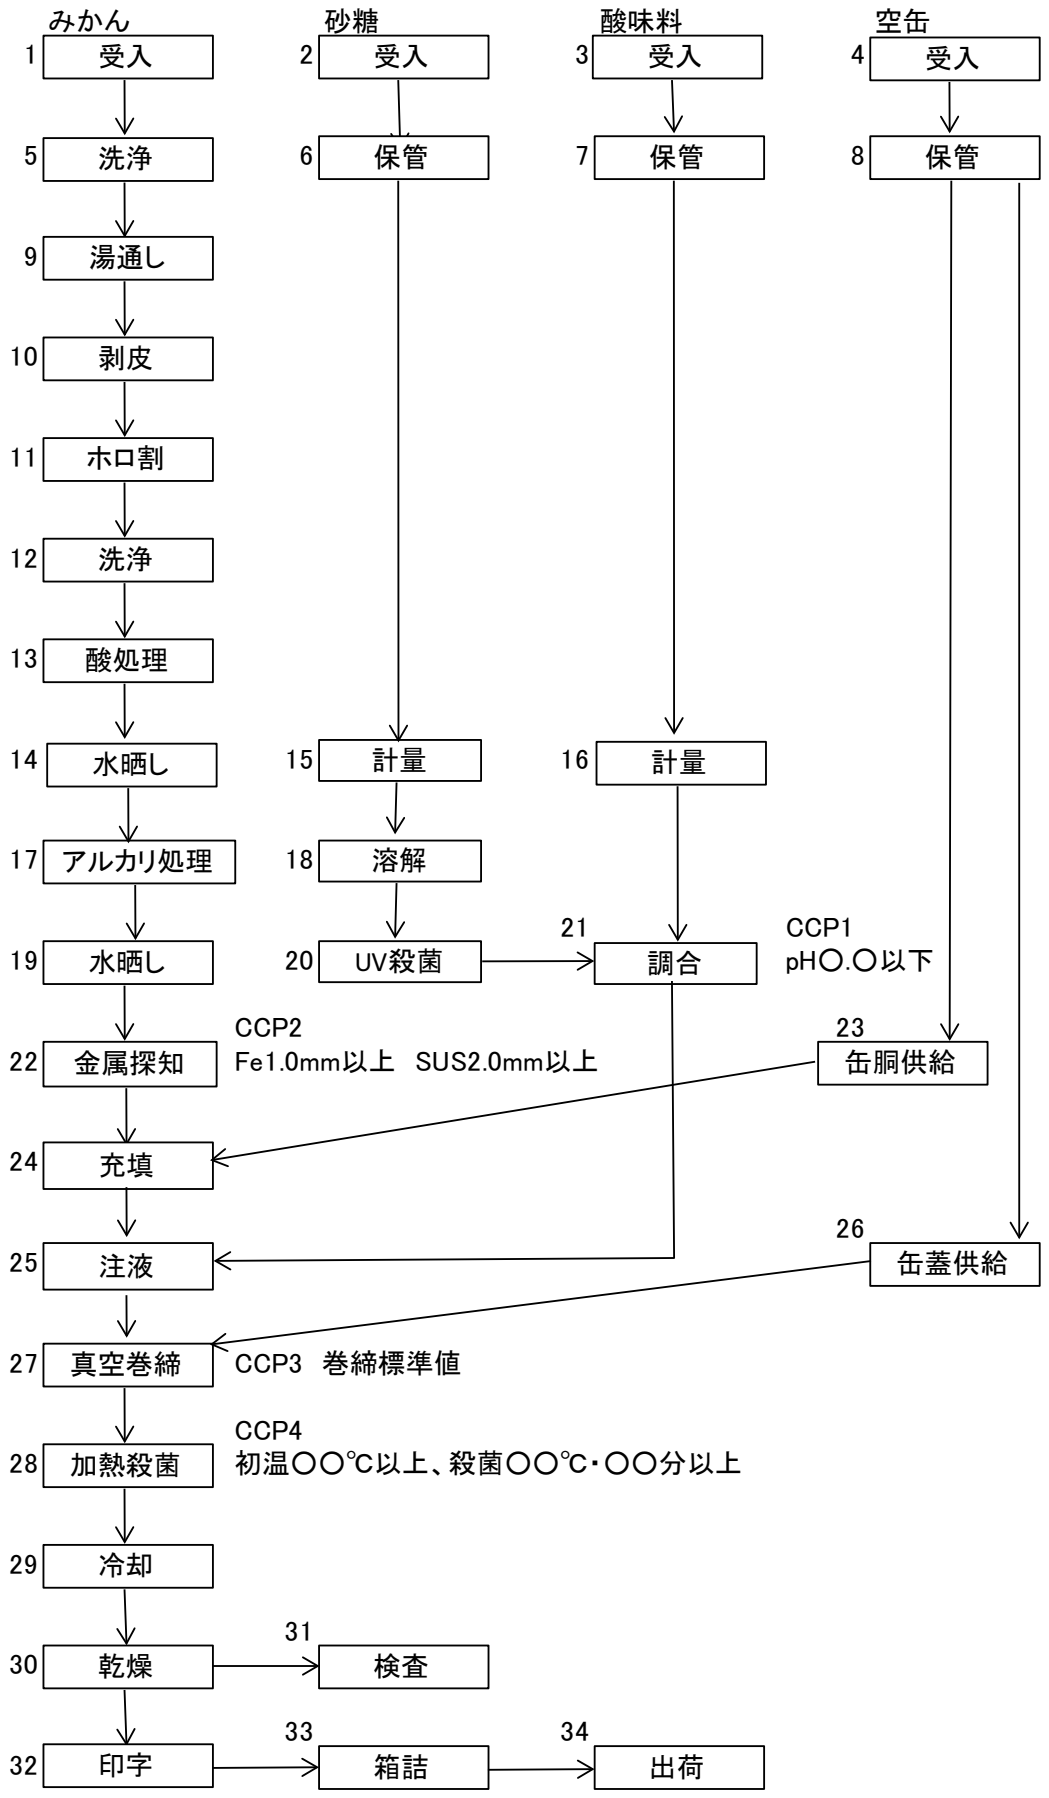 みかん 砂糖 酸味料 空缶
1 受入 2 受入 3 受入 4 受入
5 洗浄 6 保管 7 保管 8 保管
9 湯通し
10 剥皮
11 ホロ割
12 洗浄
13 酸処理
14 水晒し 15 計量 16 計量
17 アルカリ処理 18 溶解
19 水晒し 20 UV殺菌 21 調合 CCP1
pH〇.〇以下
CCP2
22 金属探知 Fe1.0mm以上 SUS2.0mm以上 23 缶胴供給
24 充填
25 注液 26 缶蓋供給
27 真空巻締 CCP3 巻締標準値
CCP4
28 加熱殺菌 初温〇〇℃以上、殺菌〇〇℃・〇〇分以上
29 冷却
30 乾燥 31 検査
32 印字 33 箱詰 34 出荷